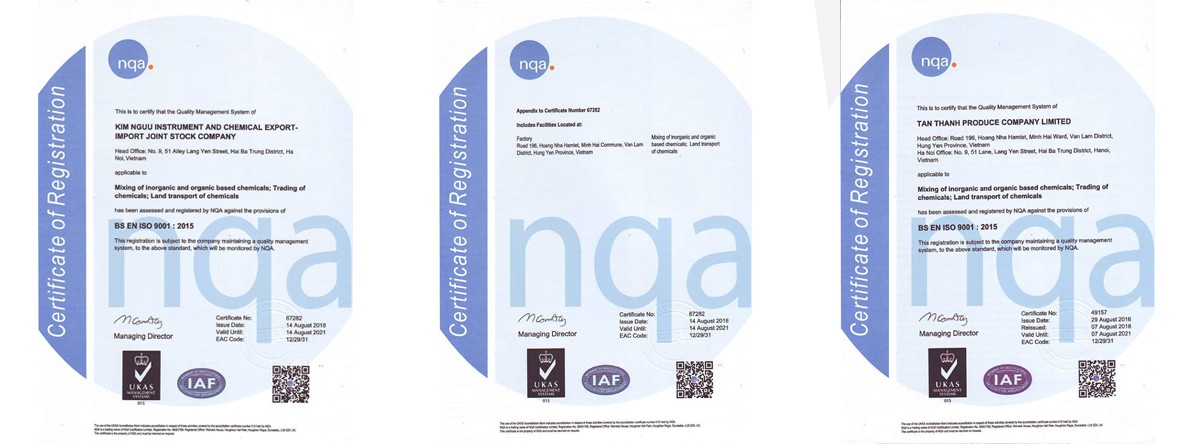 Certificate of Registration
nqa.
This is to certify that the Quality Management System of
KIM NGUU INSTRUMENT AND CHEMICAL EXPORT-
IMPORT JOINT STOCK COMPANY
Head Office: No. 9, 51 Alley Lang Yen Street, Hai Ba Trung District, Ha
Noi,Vietnam
applicable to
Mixing of inorganic and organic based chemicals; Trading of
chemicals; Land transport of chemicals
has been assessed and registered by NQA against the provisions of
BS EN ISO 9001 : 2015
This registration is subject to the company maintaining a quality management
system, to the above standard, which will be monitored by NQA.
nqa
Managing Director
Certificate No: 67282
Issue Date: 14 August 2018
Valid Until: 14 August 2021
EAC Code: 12/29/31
UKAS
MANAGEMENT
SYSTEMS
015
IAF
Certificate of Registration
nqa.
Appendix to Certificate Number 67282
Includes Facilities Located at:
Factory
Road 196, Hoang Nha Hamlet, Minh Hai Commune, Van Lam
District, Hung Yen Province, Vietnam
Mixing of inorganic and organic
based chemicals; Land transport
of chemicals
nqa
Managing Director
Certificate No: 67282
Issue Date: 14 August 2018
Valid Until: 14 August 2021
EAC Code: 12/29/31
UKAS
MANAGEMENT
SYSTEMS
015
IAF
Certificate of Registration
nqa.
This is to certify that the Quality Management System of
TAN THANH PRODUCE COMPANY LIMITED
Head Office: Road 196, Hoang Nha Hamlet, Minh Hai Ward, Van Lam District,
Hung Yen Province, Vietnam
Ha Noi Office: No. 9, 51 Lane, Lang Yen Street, Hai Ba Trung District, Hanoi,
Vietnam
applicable to
Mixing of inorganic and organic based chemicals; Trading of
chemicals; Land transport of chemicals
has been assessed and registered by NQA against the provisions of
BS EN ISO 9001 : 2015
This registration is subject to the company maintaining a quality management
system, to the above standard, which will be monitored by NQA.
nqa
Managing Director
Certificate No: 49157
Issue Date: 29 August 2016
Reissued: 07 August 2018
Valid Until: 07 August 2021
EAC Code: 12/29/31
UKAS
MANAGEMENT
SYSTEMS
015
IAF